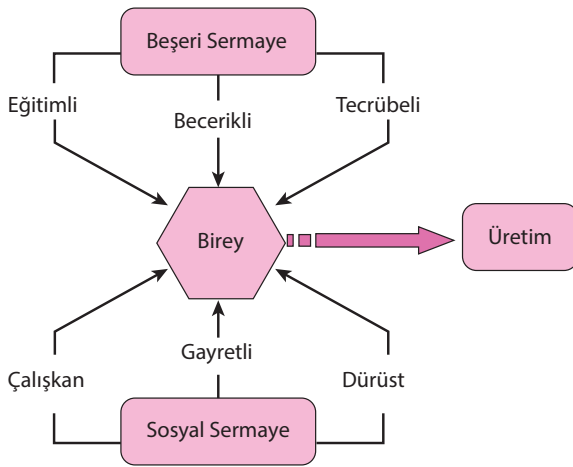 Beşeri Sermaye
Eğitimli
Becerikli
Tecrübeli
Birey
Üretim
Çalışkan
Gayretli
Dürüst
Sosyal Sermaye